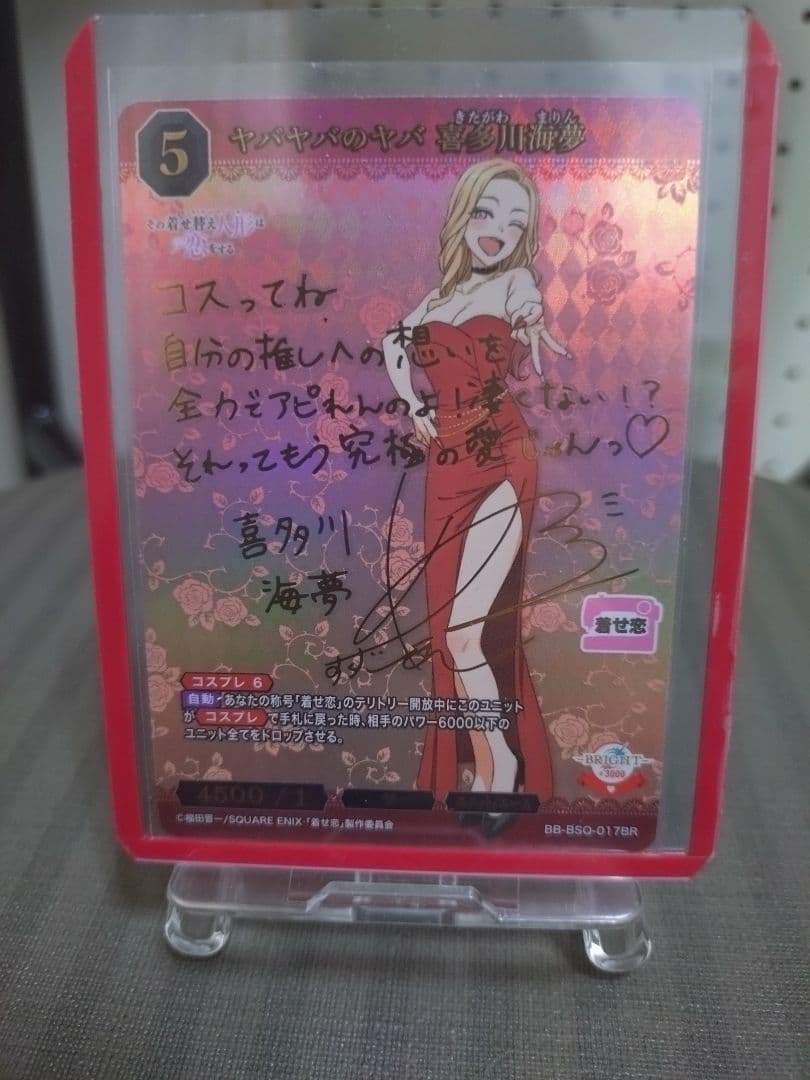 5
ヤバヤバのヤバ 喜多川海夢
きたがわ まりん
その着せ替え人形は
恋をする
コスってね
自分の推しへの想いを
全力でアピれんのよ!凄くない!?
それってもう究極の愛じゃんっ♡
喜多川
海夢
着せ恋
コスプレ 6
自動 あなたの称号「着せ恋」のテリトリー開放中にこのユニット
が コスプレ で手札に戻った時、相手のパワー6000以下の
ユニット全てをドロップさせる。
BRIGHT
+3000
4500 / 1
©福田晋一/SQUARE ENIX・「着せ恋」製作委員会
BB-BSQ-017BR